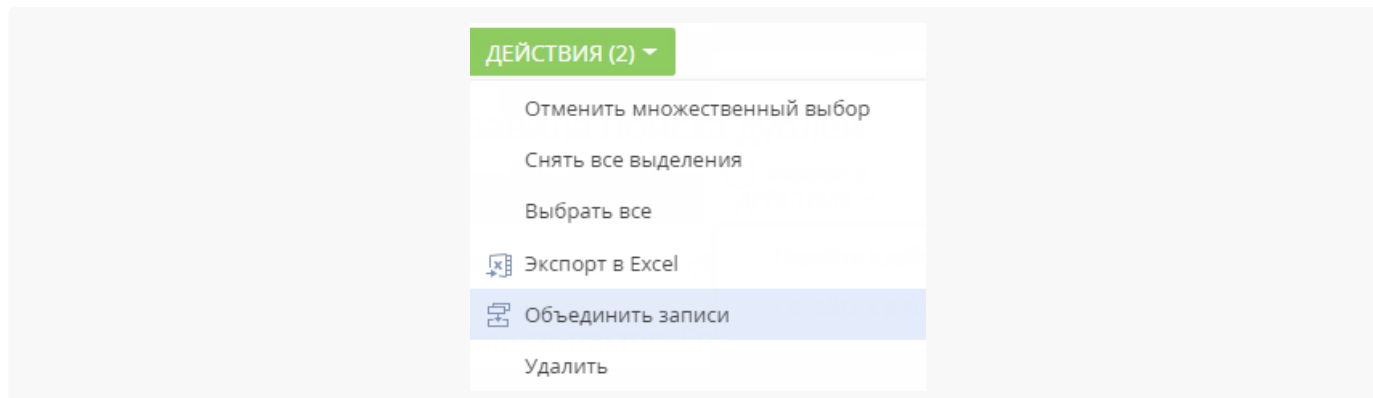 ДЕЙСТВИЯ (2)
Отменить множественный выбор
Снять все выделения
Выбрать все
Экспорт в Excel
Объединить записи
Удалить